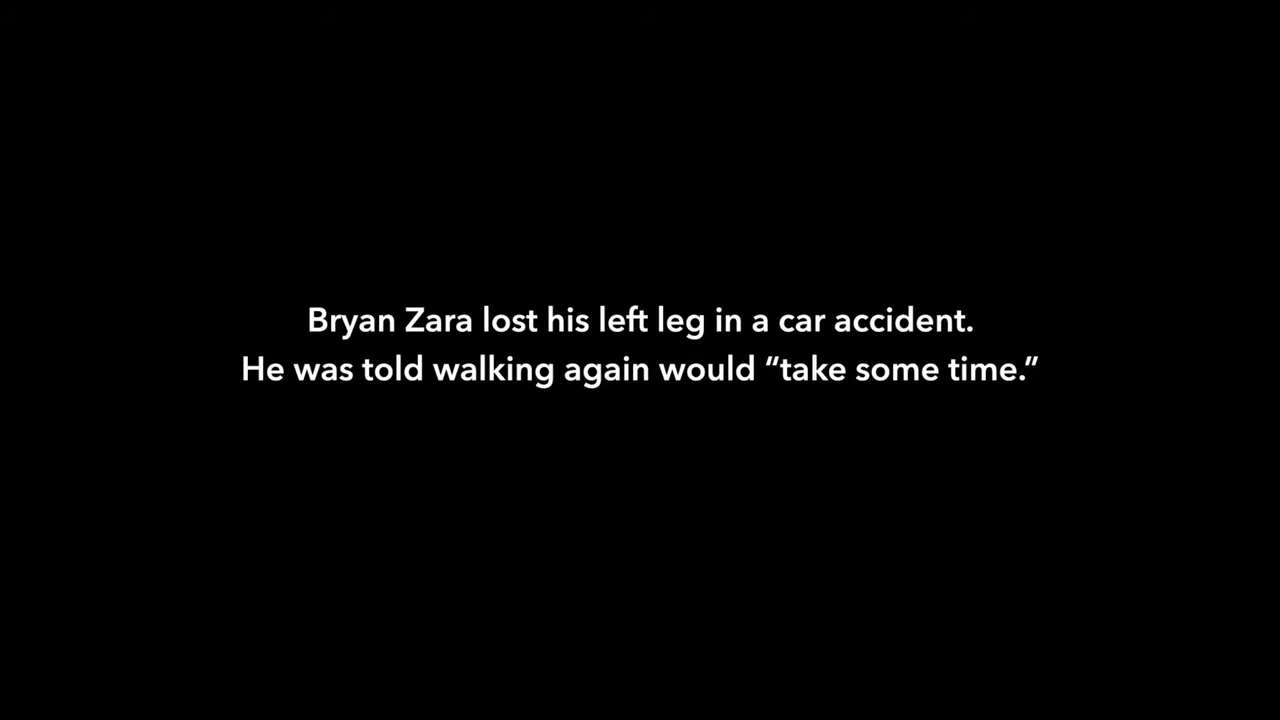 Bryan Zara lost his left leg in a car accident.
He was told walking again would “take some time.”